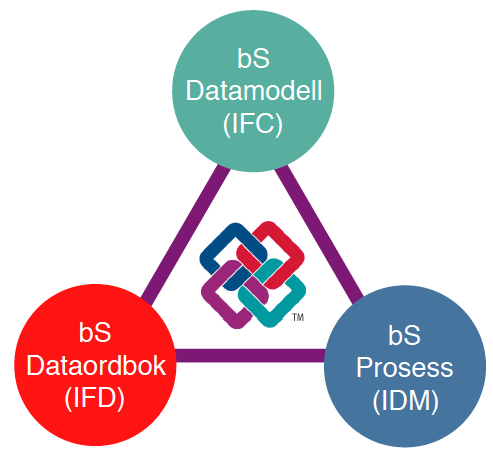 bS
Datamodell
(IFC)
TM
bS
Dataordbok
(IFD)
bS
Prosess
(IDM)